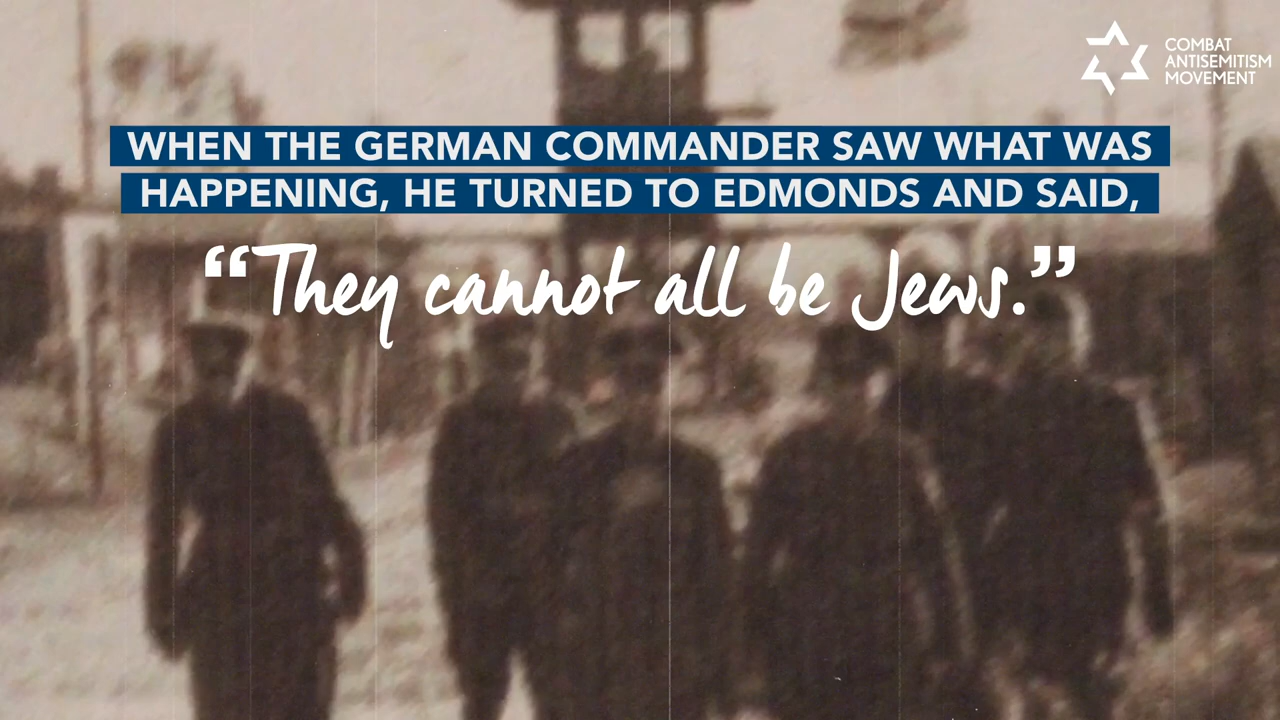 COMBAT
ANTISEMITISM
MOVEMENT
WHEN THE GERMAN COMMANDER SAW WHAT WAS
HAPPENING, HE TURNED TO EDMONDS AND SAID,
“They cannot all be Jews.”